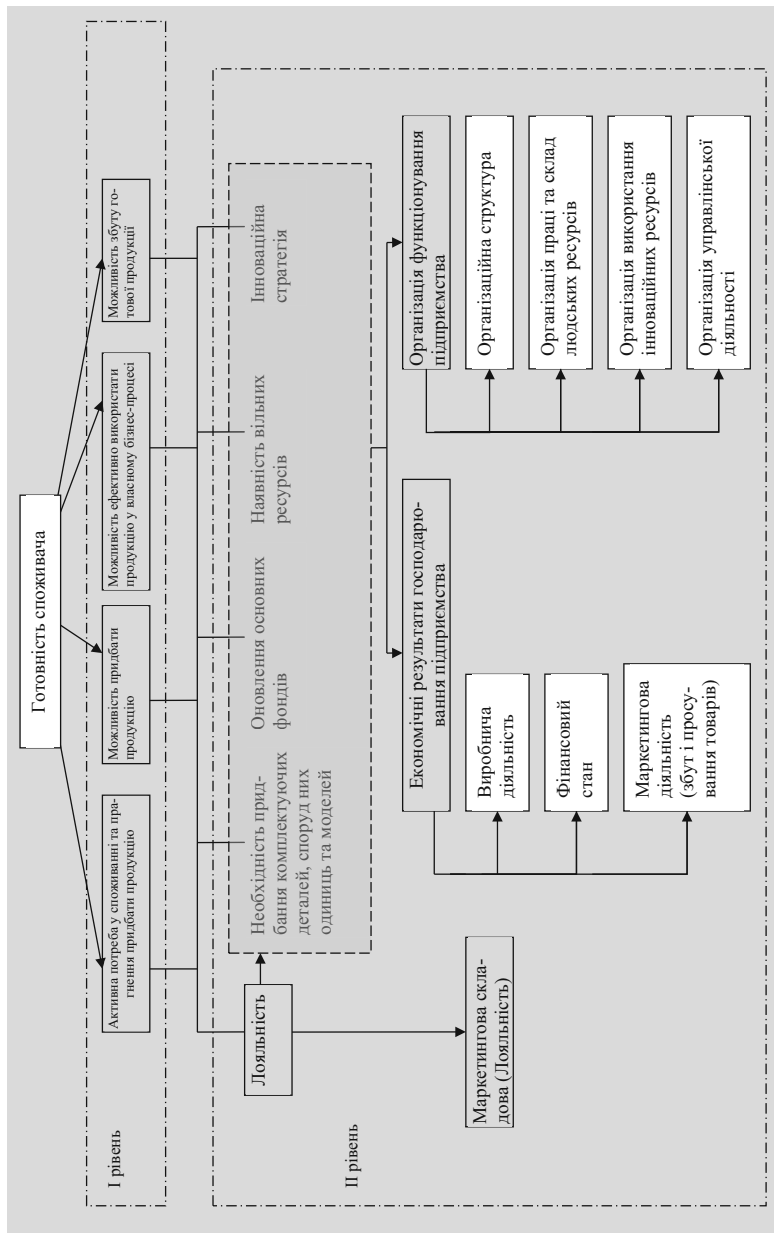 Готовність споживача
І рівень
Активна потреба у споживанні та пра-
гнення придбати продукцію
Можливість придбати
продукцію
Можливість ефективно використати
продукцію у власному бізнес-процесі
Можливість збуту го-
тової продукції
ІІ рівень
Лояльність
Необхідність прид-
бання комплектуючих
деталей, споруд них
одиниць та моделей
Оновлення основних
фондів
Наявність вільних
ресурсів
Інноваційна
стратегія
Маркетингова скла-
дова (Лояльність)
Економічні результати господарю-
вання підприємства
Виробнича
діяльність
Фінансовий
стан
Маркетингова
діяльність
(збут і просу-
вання товарів)
Організація функціонування
підприємства
Організаційна структура
Організація праці та склад
людських ресурсів
Організація використання
інноваційних ресурсів
Організація управлінської
діяльності